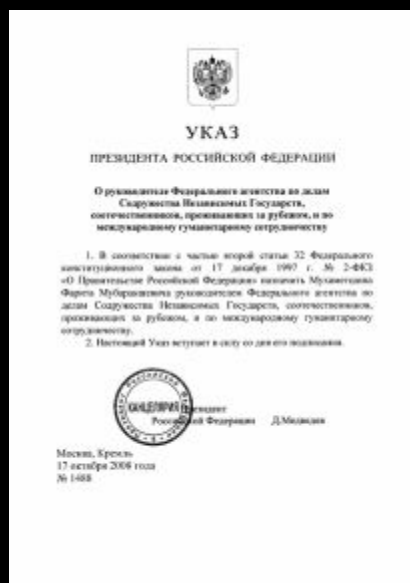 УКАЗ
ПРЕЗИДЕНТА РОССИЙСКОЙ ФЕДЕРАЦИИ
О руководителе Федерального агентства по делам
Содружества Независимых Государств,
соотечественников, проживающих за рубежом, и по
международному гуманитарному сотрудничеству
1. В соответствии с частью второй статьи 32 Федерального
конституционного закона от 17 декабря 1997 г. № 2-ФКЗ
«О Правительстве Российской Федерации» назначить Мухаметшина
Фарита Мубаракшевича руководителем Федерального агентства по
делам Содружества Независимых Государств, соотечественников,
проживающих за рубежом, и по международному гуманитарному
сотрудничеству.
2. Настоящий Указ вступает в силу со дня его подписания.
КАНЦЕЛЯРИЯ
Президент
Российской Федерации Д.Медведев
Москва, Кремль
17 октября 2008 года
№ 1488